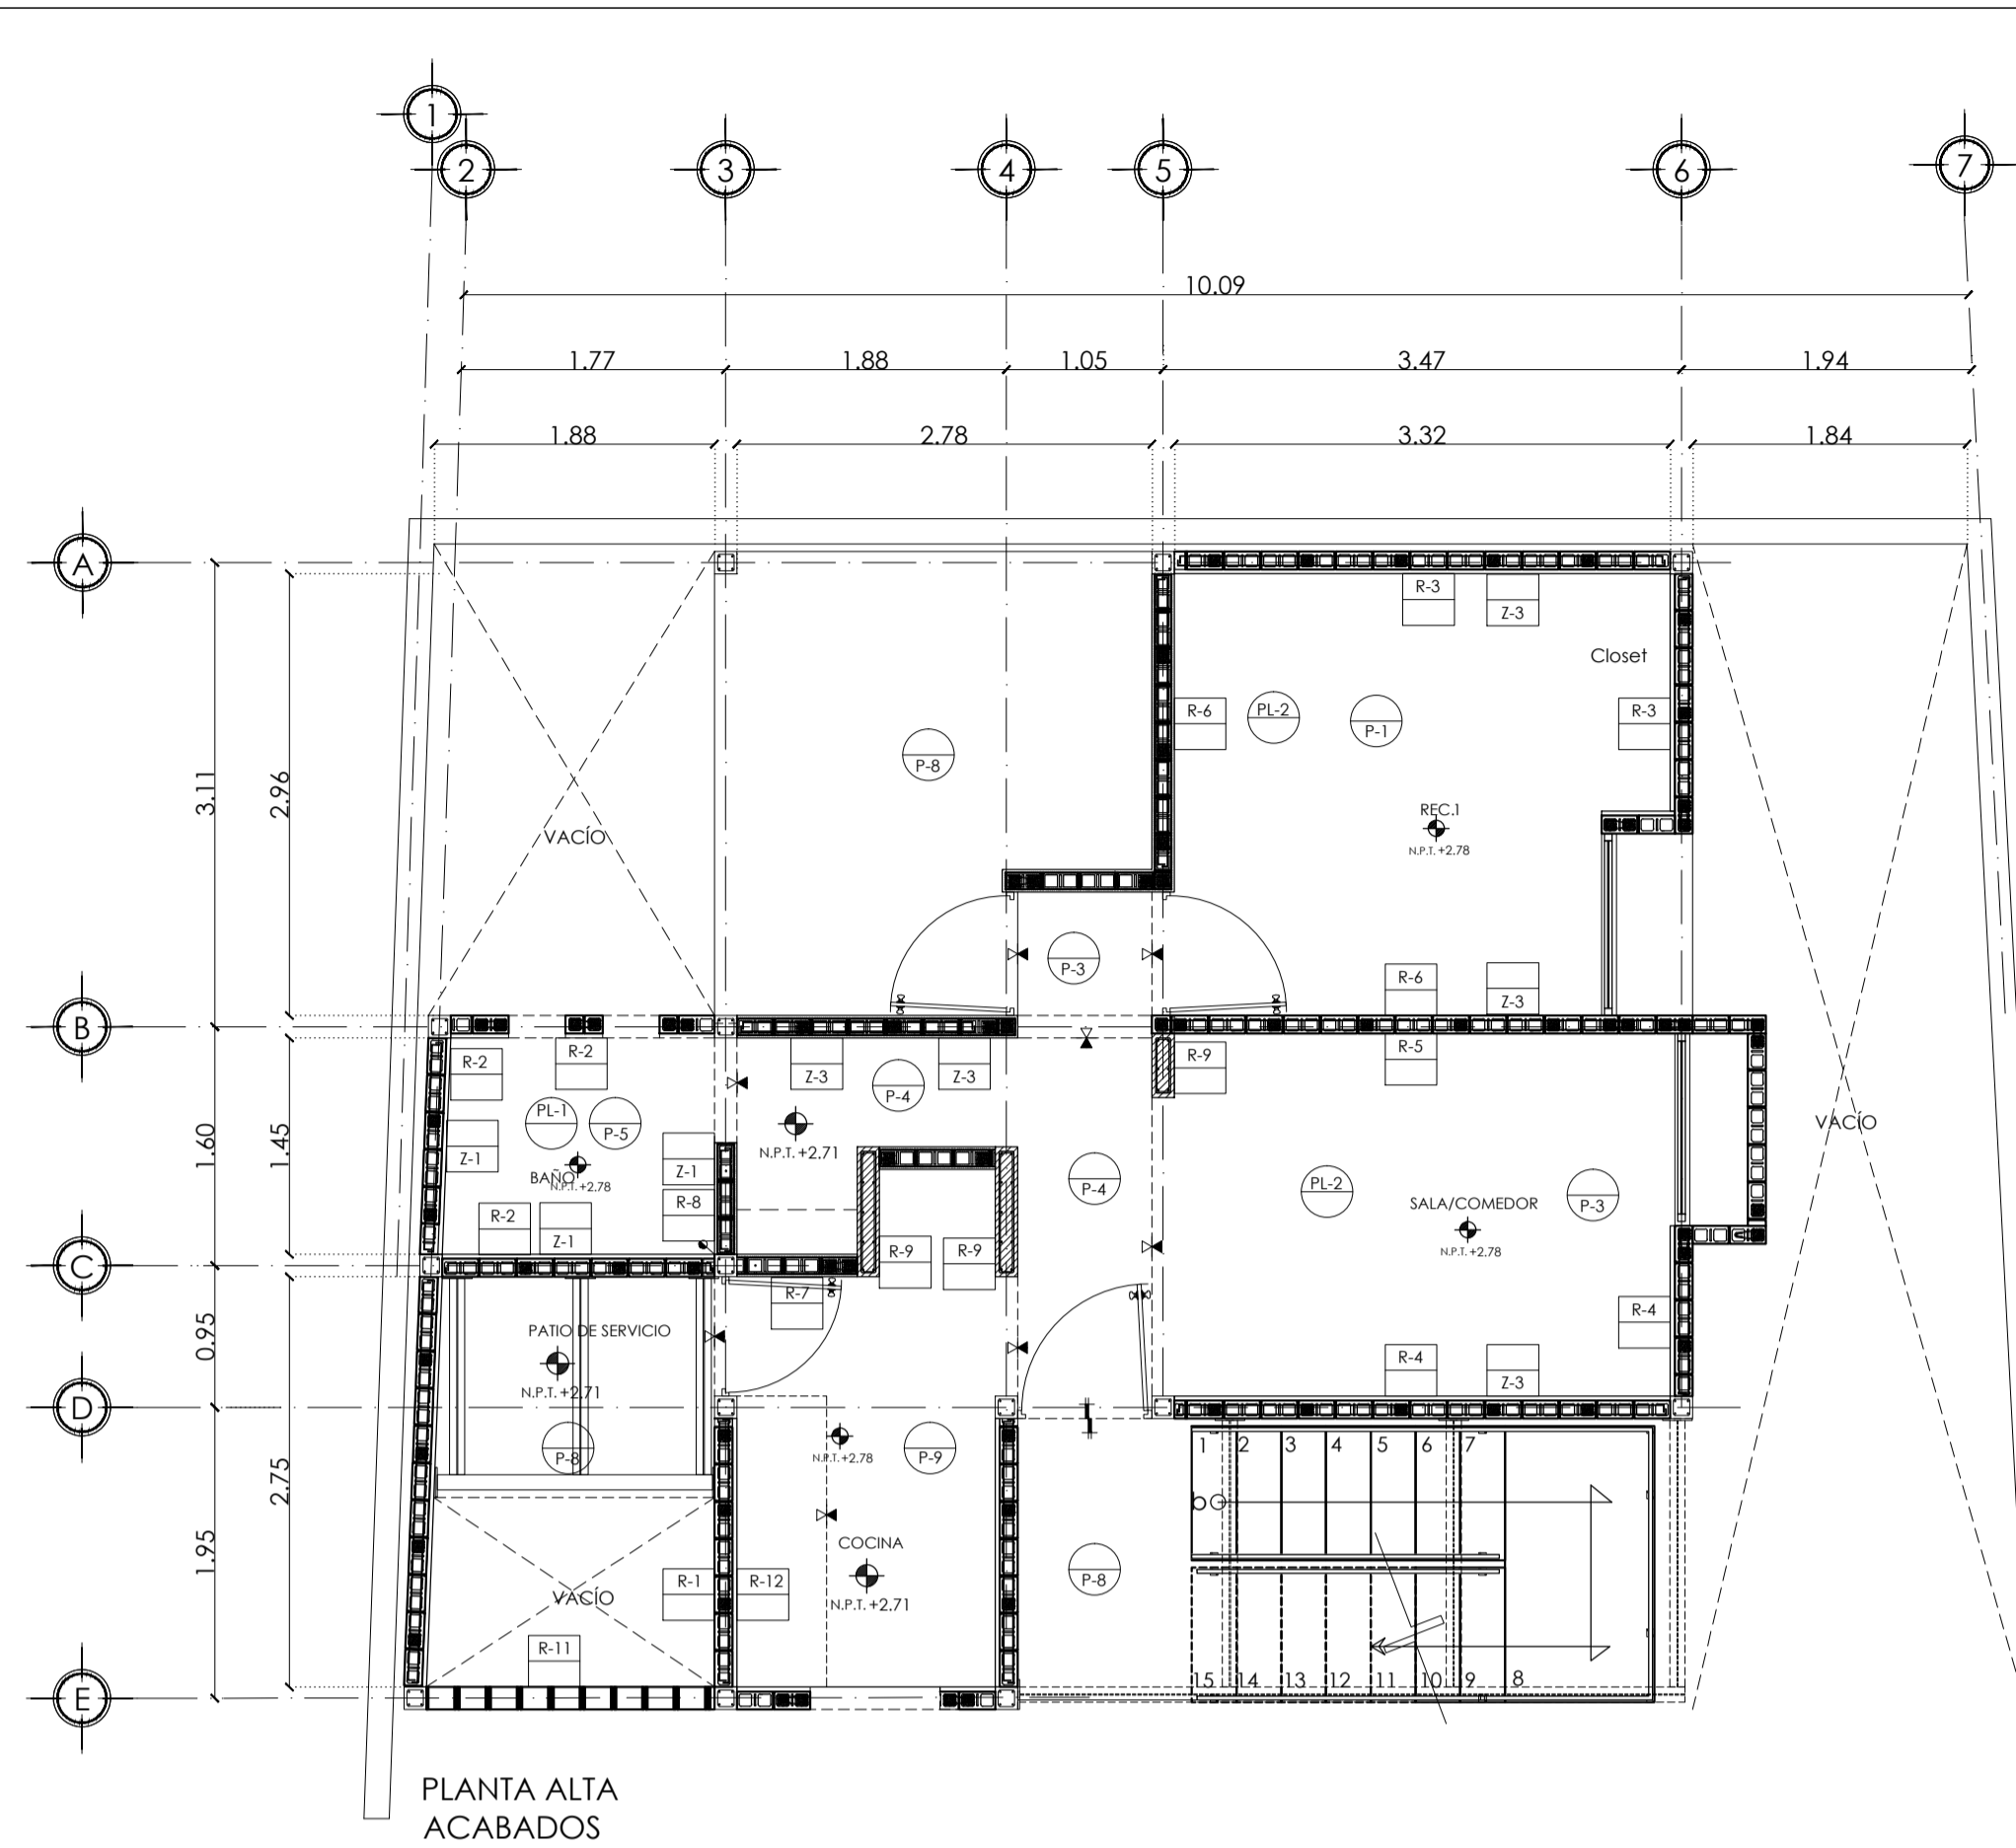 1
2
3
4
5
6
7
10.09
1.77
1.88
1.05
3.47
1.94
1.88
2.78
3.32
1.84
A
R-3
Z-3
Closet
R-6
PL-2
P-1
R-3
P-8
3.11
2.96
REC.1
N.P.T. +2.78
VACÍO
P-3
R-6
Z-3
B
R-2
R-2
Z-3
Z-3
P-4
R-9
R-5
PL-1
P-5
VACÍO
1.60
1.45
Z-1
Z-1
N.P.T. +2.71
BAÑO
N.P.T. +2.78
P-4
PL-2
P-3
R-2
Z-1
R-8
SALA/COMEDOR
N.P.T. +2.78
R-9
R-9
C
R-7
R-4
0.95
PATIO DE SERVICIO
N.P.T. +2.71
R-4
Z-3
D
P-8
N.P.T. +2.78
P-9
1 2 3 4 5 6 7
2.75
b
1.95
COCINA
N.P.T. +2.71
R-1
R-12
P-8
VACÍO
R-11
15 14 13 12 11 10 9 8
E
PLANTA ALTA
ACABADOS